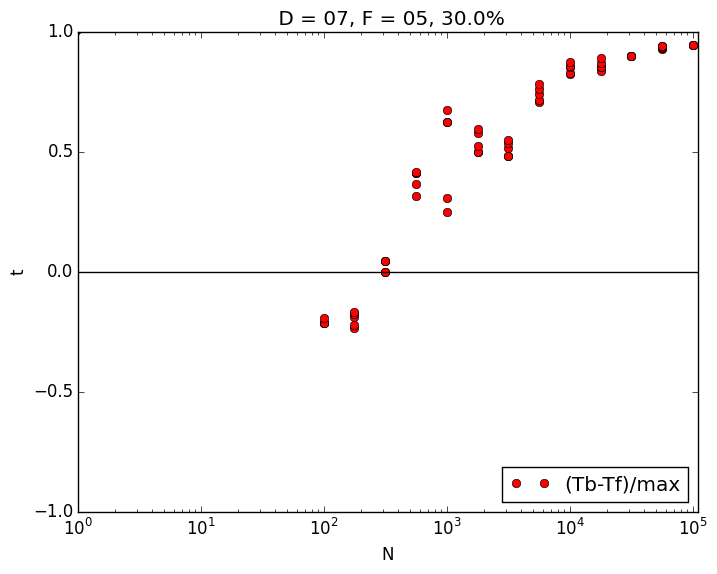 D = 07, F = 05, 30.0%
1.0
0.5
0.0
−0.5
−1.0
t
(Tb-Tf)/max
10⁰ 10¹ 10² 10³ 10⁴ 10⁵
N